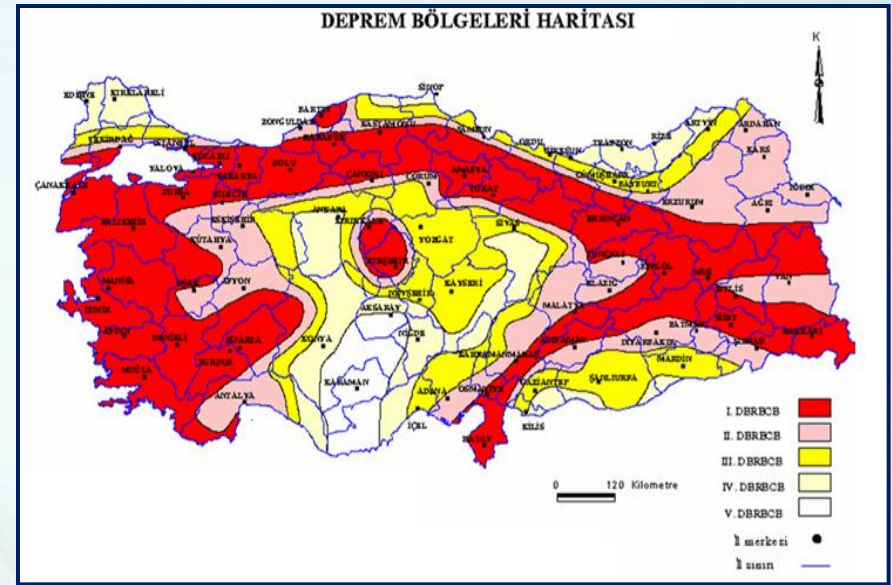 DEPREM BÖLGELERİ HARİTASI
K
SİNOP
EDİRNE
KIRKLARELİ
BARTIN
ZONGULDAK
KASTAMONU
SAMSUN
RİZE
ARTVİN
ARDAHAN
TEKİRDAĞ
İSTANBUL
KARABÜK
ORDU
GİRESUN
TRABZON
KARS
KOCAELİ
YALOVA
SAKARYA
BOLU
ÇANKIRI
ÇORUM
AMASYA
TOKAT
GÜMÜŞHANE
BAYBURT
ÇANAKKALE
BURSA
BİLECİK
ERZURUM
AĞRI
IĞDIR
BALIKESİR
ESKİŞEHİR
ANKARA
KIRIKKALE
YOZGAT
SİVAS
ERZİNCAN
KÜTAHYA
KIRŞEHİR
TUNCELİ
BİNGÖL
MUŞ
VAN
MANİSA
UŞAK
AFYON
NEVŞEHİR
KAYSERİ
ELAZIĞ
BİTLİS
İZMİR
AKSARAY
MALATYA
SİİRT
AYDIN
DENİZLİ
ISPARTA
KONYA
NİĞDE
ADIYAMAN
DİYARBAKIR
BATMAN
HAKKARİ
BURDUR
KAHRAMANMARAŞ
MARDİN
ŞIRNAK
MUĞLA
KARAMAN
ADANA
OSMANİYE
GAZİANTEP
ŞANLIURFA
ANTALYA
İÇEL
KİLİS
HATAY
I. DBRBCB
II. DBRBCB
III. DBRBCB
IV. DBRBCB
V. DBRBCB
0 120 Kilometre
İl merkezi
İl sınırı